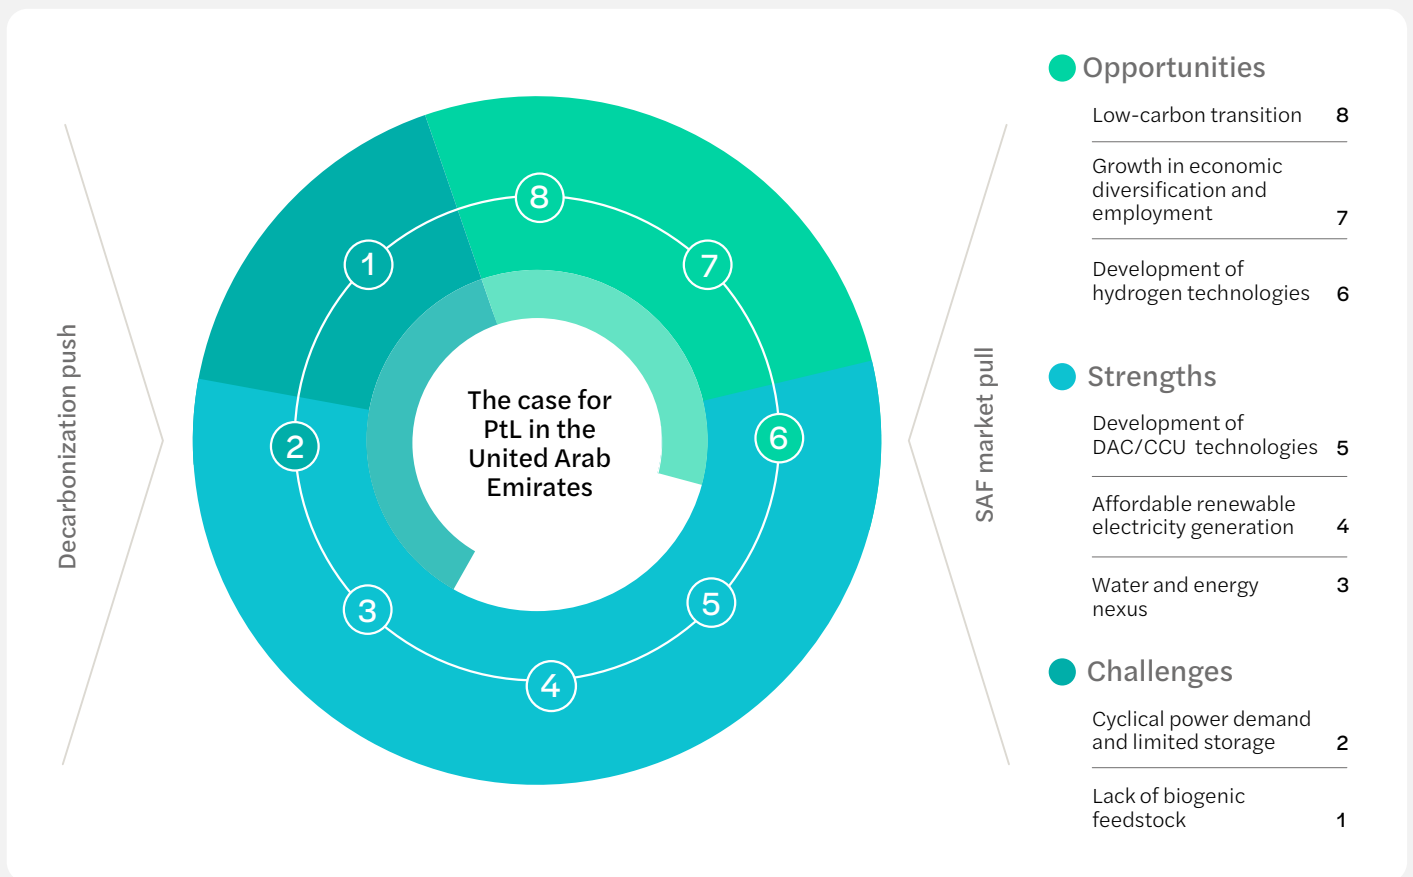 Decarbonization push
8
1
7
2
6
3
5
4
The case for
PtL in the
United Arab
Emirates
SAF market pull
Opportunities
Low-carbon transition 8
Growth in economic
diversification and
employment 7
Development of
hydrogen technologies 6
Strengths
Development of
DAC/CCU technologies 5
Affordable renewable
electricity generation 4
Water and energy 3
nexus
Challenges
Cyclical power demand
and limited storage 2
Lack of biogenic
feedstock 1